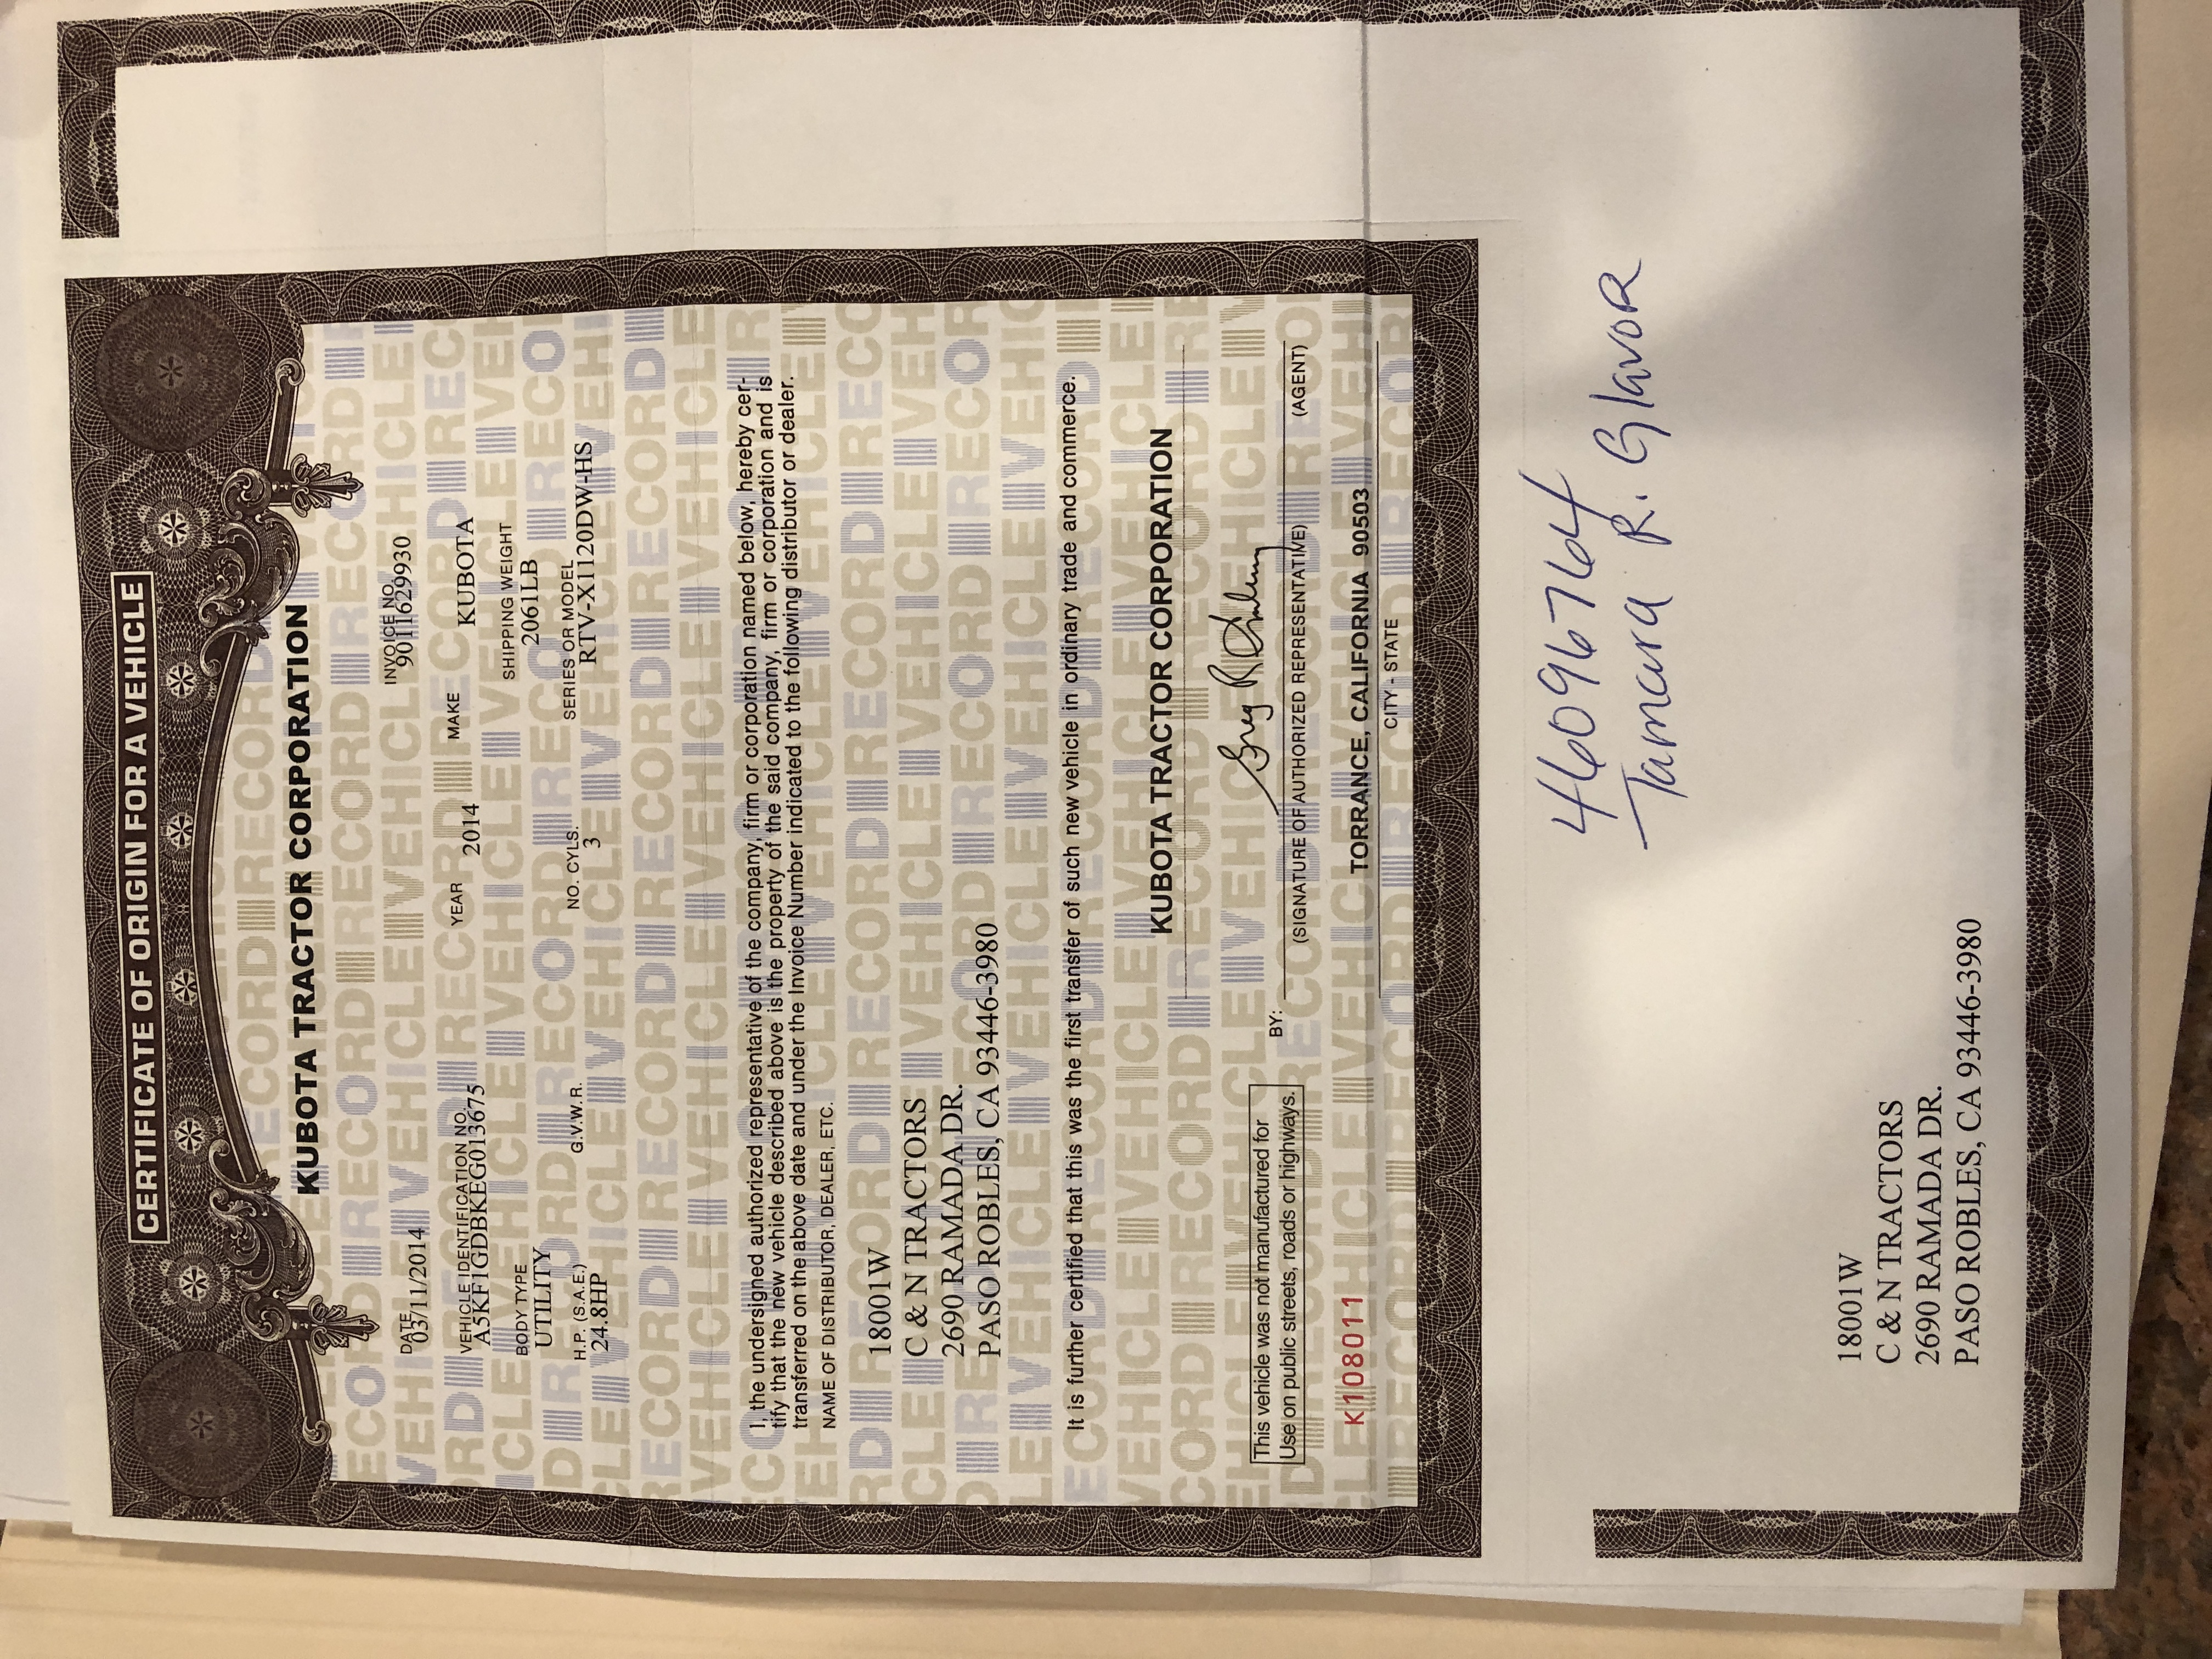 CERTIFICATE OF ORIGIN FOR A VEHICLE
KUBOTA TRACTOR CORPORATION
DATE
03/11/2014
INVOICE NO.
9011629930
VEHICLE IDENTIFICATION NO.
A5KF1GDBKEG013675
YEAR
2014
MAKE
KUBOTA
BODY TYPE
UTILITY
SHIPPING WEIGHT
2061LB
H.P. (S.A.E.)
24.8HP
G.V.W.R.
NO. CYLS.
3
SERIES OR MODEL
RTV-X1120DW-HS
I, the undersigned authorized representative of the company, firm or corporation named below, hereby cer-
tify that the new vehicle described above is the property of the said company, firm or corporation and is
transferred on the above date and under the Invoice Number indicated to the following distributor or dealer.
NAME OF DISTRIBUTOR, DEALER, ETC.
18001W
C & N TRACTORS
2690 RAMADA DR.
PASO ROBLES, CA 93446-3980
It is further certified that this was the first transfer of such new vehicle in ordinary trade and commerce.
KUBOTA TRACTOR CORPORATION
This vehicle was not manufactured for
Use on public streets, roads or highways.
BY:
(SIGNATURE OF AUTHORIZED REPRESENTATIVE) (AGENT)
K108011
TORRANCE, CALIFORNIA 90503
CITY - STATE
46096764
Tamara R. Glavor
18001W
C & N TRACTORS
2690 RAMADA DR.
PASO ROBLES, CA 93446-3980